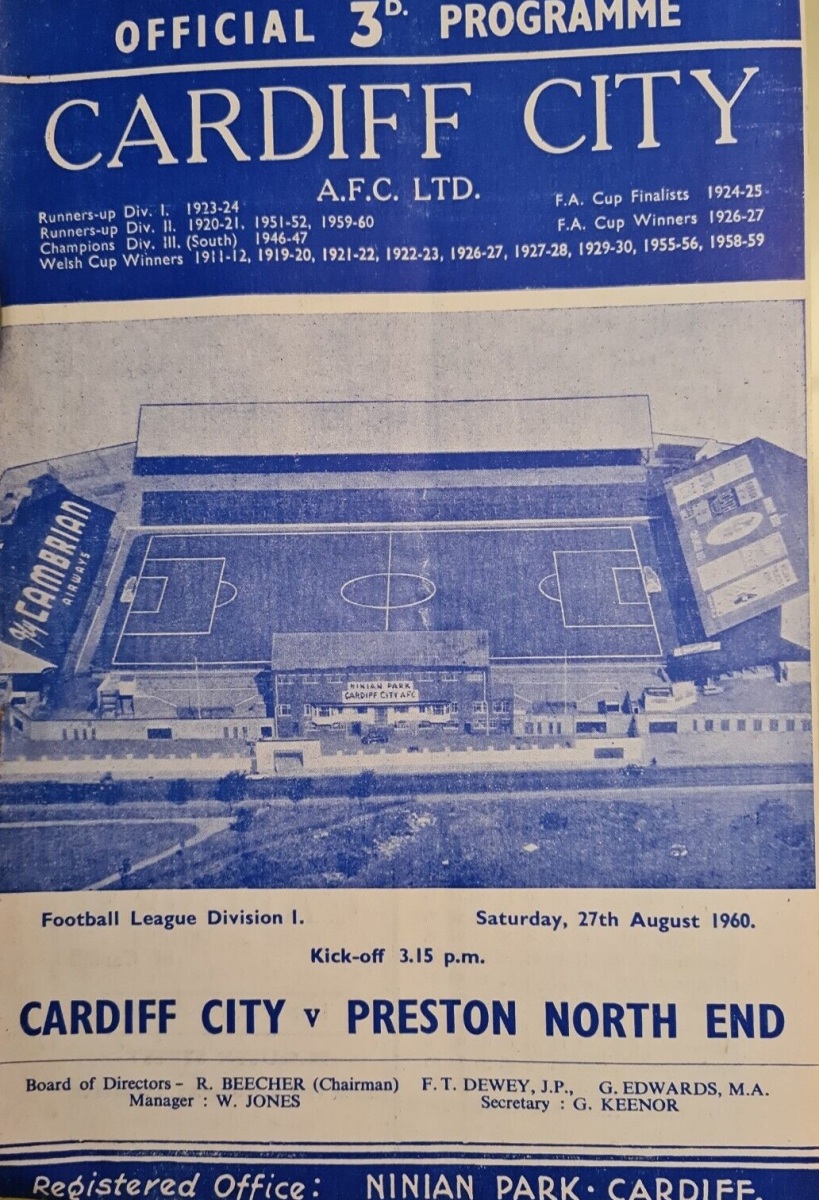 OFFICIAL 3D. PROGRAMME
CARDIFF CITY
A.F.C. LTD.
Runners-up Div. I. 1923-24
Runners-up Div. II. 1920-21, 1951-52, 1959-60
Champions Div. III. (South) 1946-47
F.A. Cup Finalists 1924-25
F.A. Cup Winners 1926-27
Welsh Cup Winners 1911-12, 1919-20, 1921-22, 1922-23, 1926-27, 1927-28, 1929-30, 1955-56, 1958-59
Fly CAMBRIAN
AIRWAYS
NINIAN PARK
CARDIFF CITY A.F.C
Football League Division I.
Saturday, 27th August 1960.
Kick-off 3.15 p.m.
CARDIFF CITY v PRESTON NORTH END
Board of Directors - R. BEECHER (Chairman) F. T. DEWEY, J.P., G. EDWARDS, M.A.
Manager : W. JONES Secretary : G. KEENOR
Registered Office: NINIAN PARK · CARDIFF